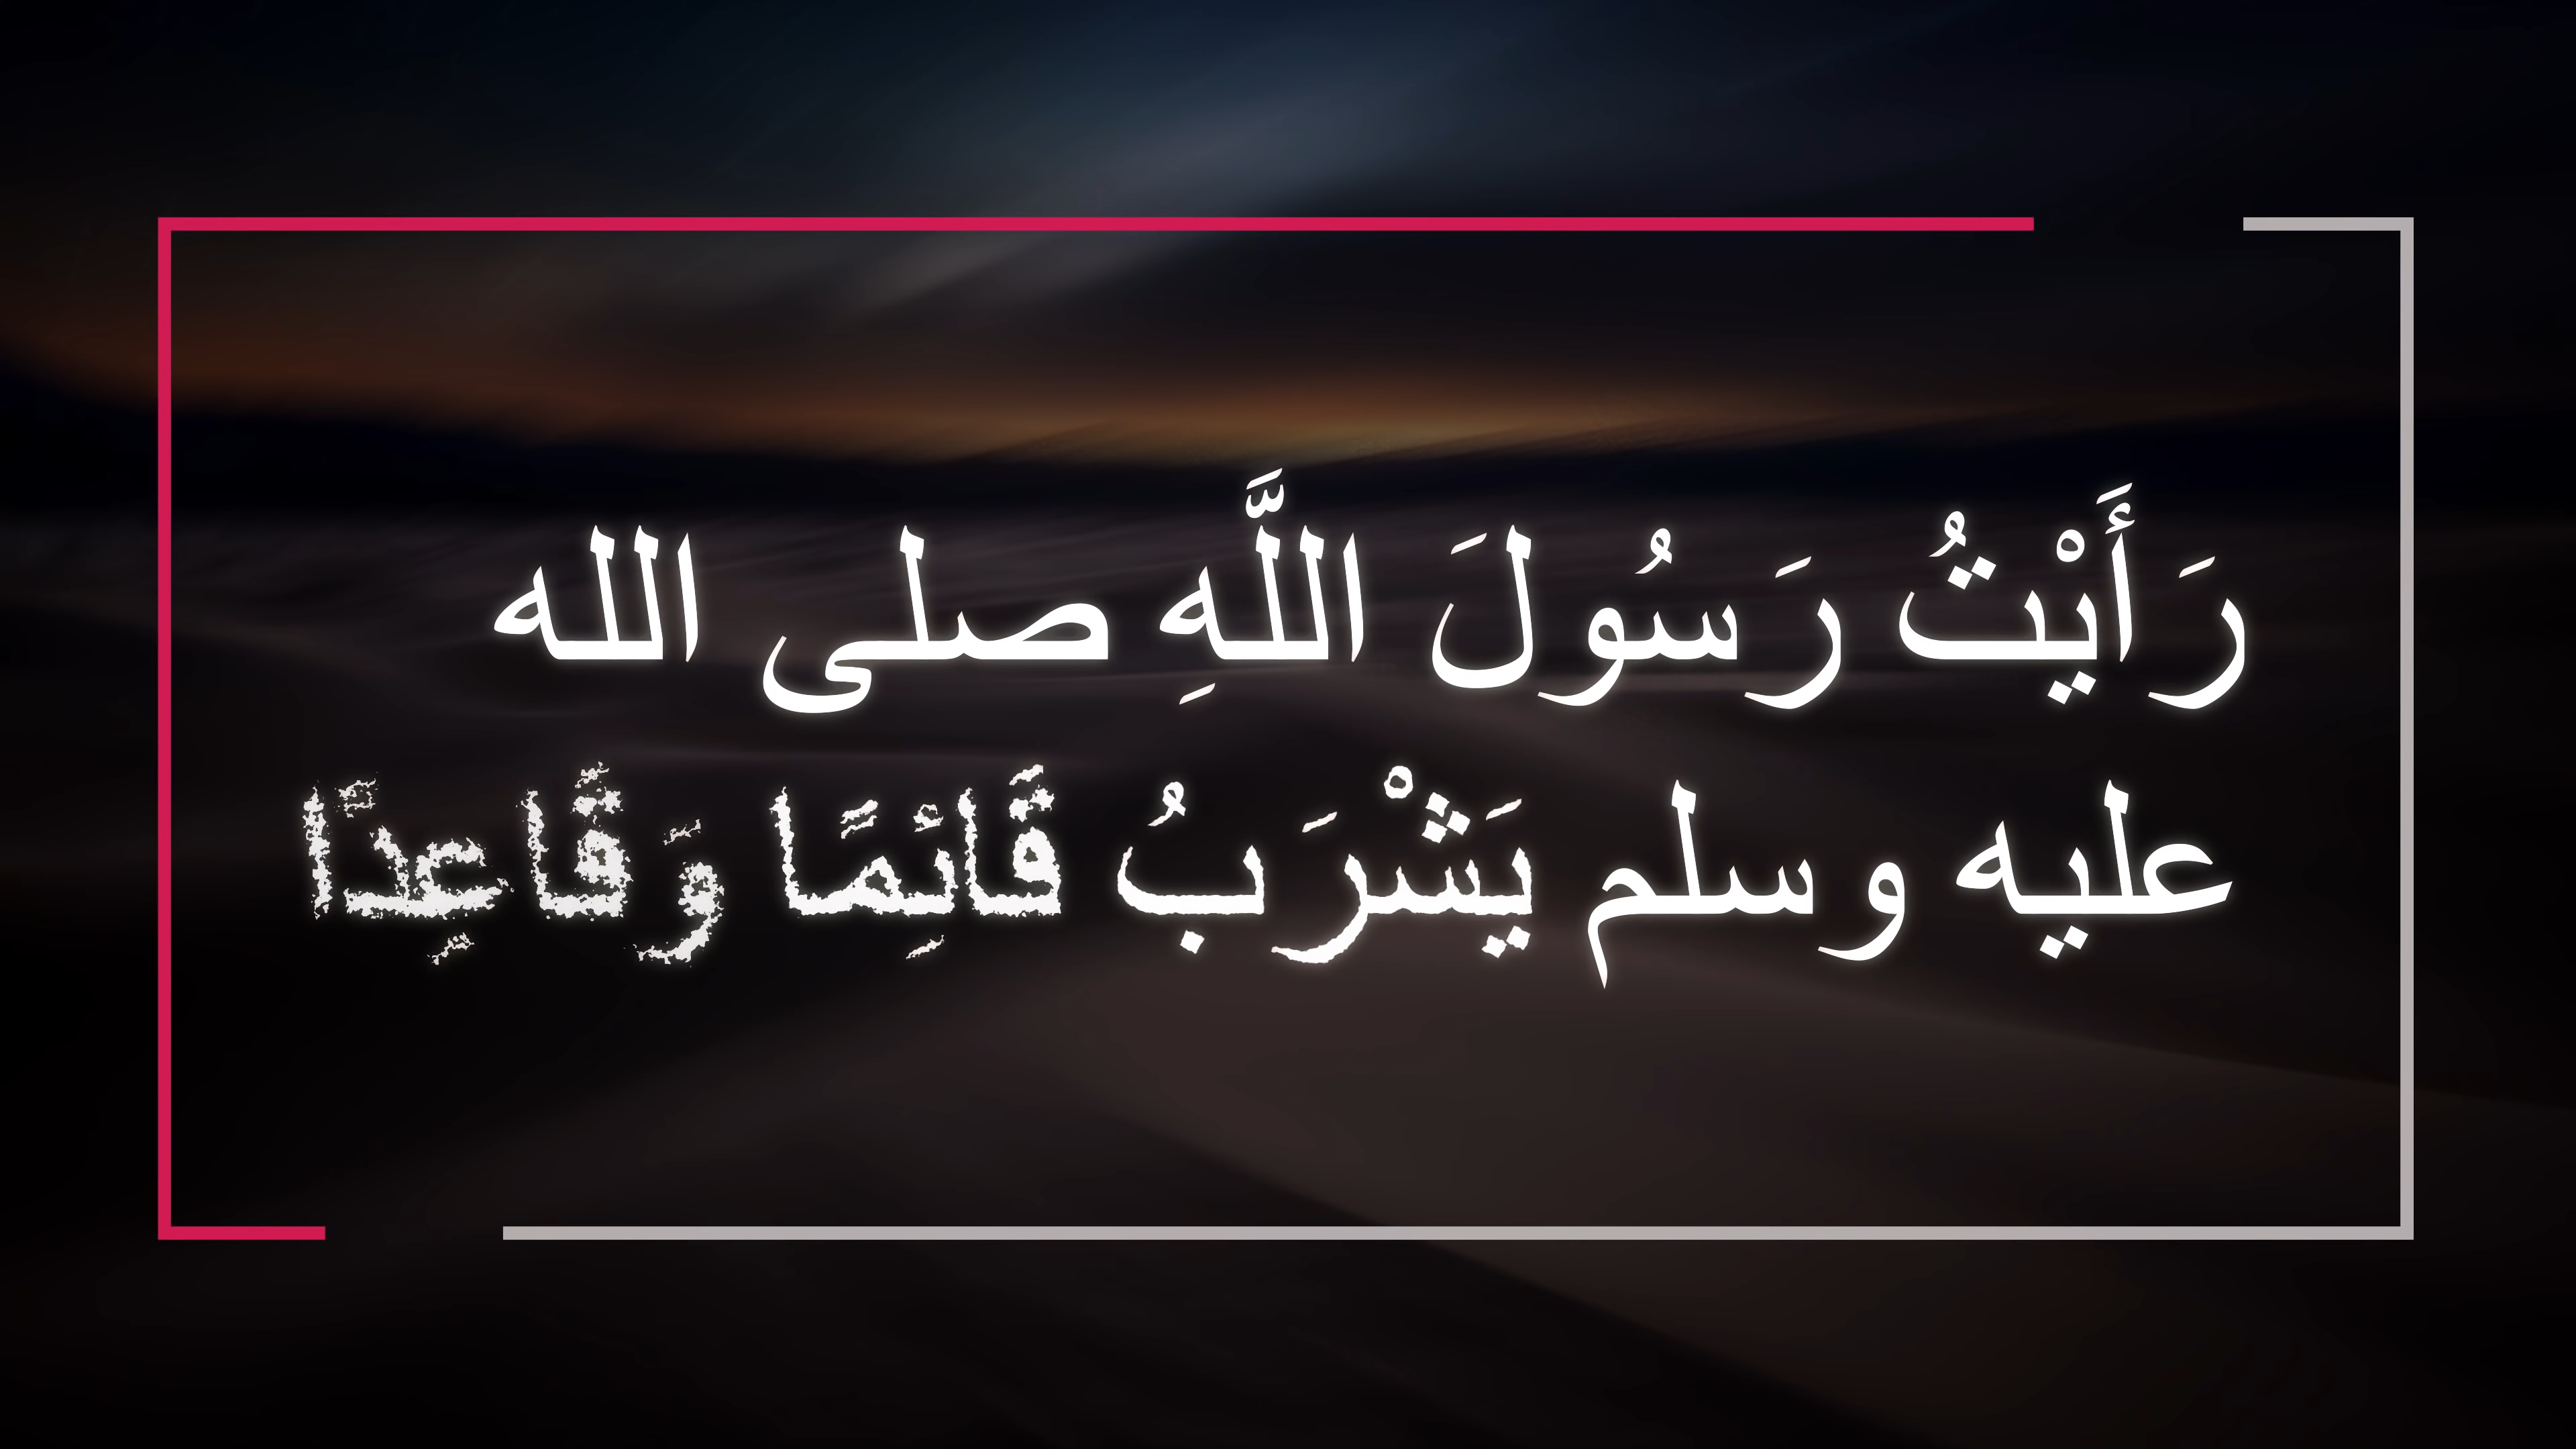 رَأَيْتُ رَسُولَ اللَّهِ صلى الله
عليه وسلم يَشْرَبُ قَائِمًا وَقَاعِدًا